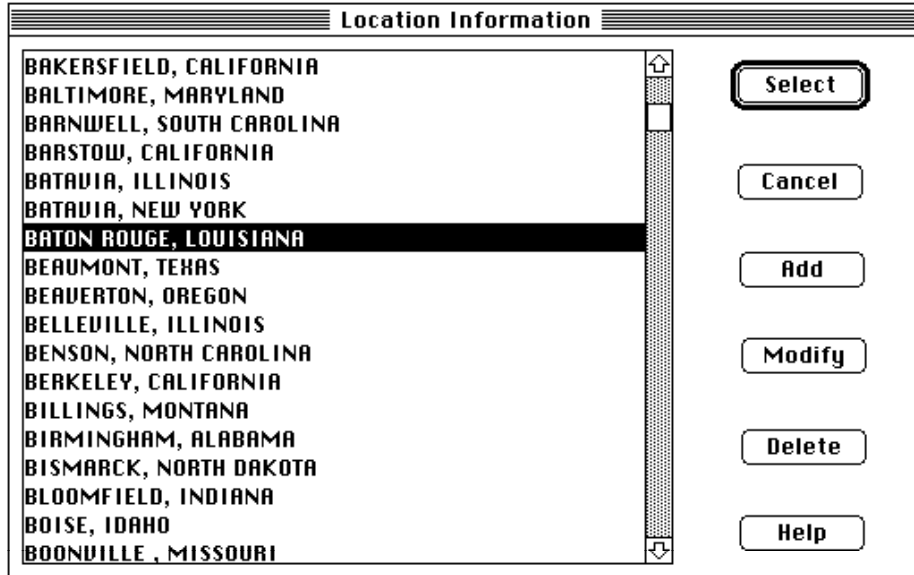 Location Information
BAKERSFIELD, CALIFORNIA
BALTIMORE, MARYLAND
BARNWELL, SOUTH CAROLINA
BARSTOW, CALIFORNIA
BATAVIA, ILLINOIS
BATAVIA, NEW YORK
BATON ROUGE, LOUISIANA
BEAUMONT, TEXAS
BEAVERTON, OREGON
BELLEVILLE, ILLINOIS
BENSON, NORTH CAROLINA
BERKELEY, CALIFORNIA
BILLINGS, MONTANA
BIRMINGHAM, ALABAMA
BISMARCK, NORTH DAKOTA
BLOOMFIELD, INDIANA
BOISE, IDAHO
BOONVILLE , MISSOURI
Select
Cancel
Add
Modify
Delete
Help